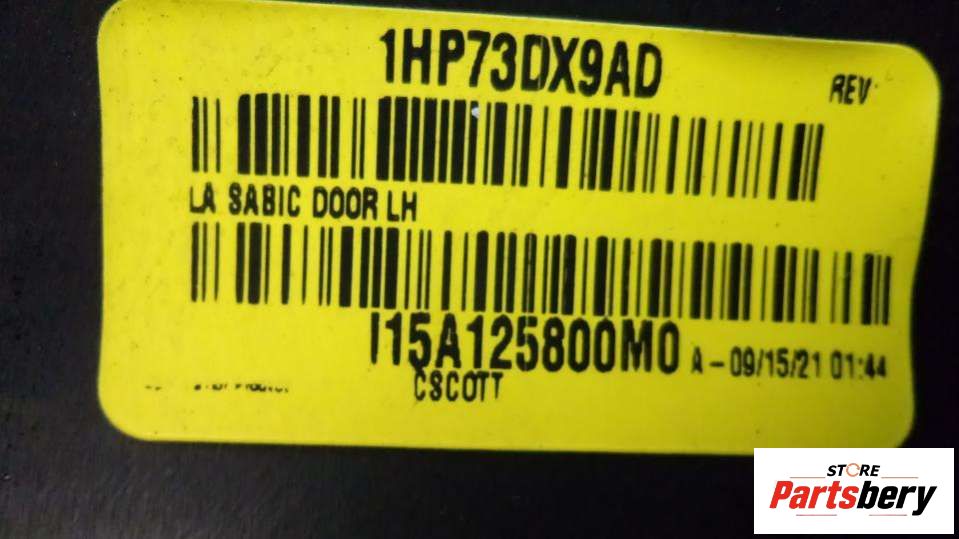 1HP73DX9AD
REV
LA SABIC DOOR LH
I15A125800M0 A - 09/15/21 01:44
CSCOTT
STORE
Partsbery